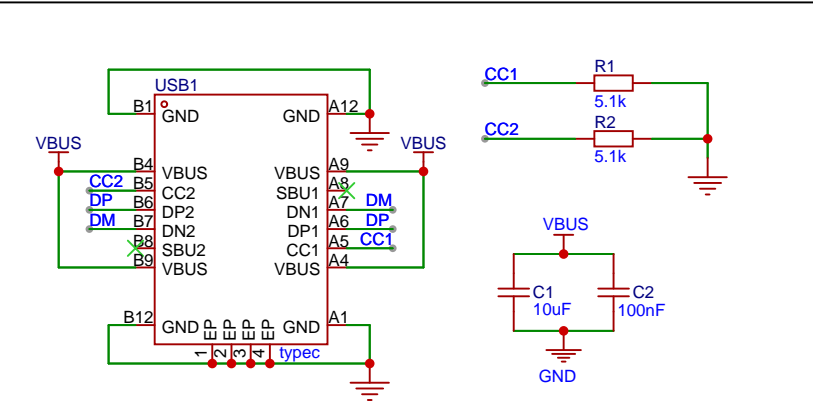 USB1
B1
GND
GND
A12
VBUS
VBUS
B4
VBUS
VBUS
A9
CC2
B5
CC2
SBU1
A8
DP
B6
DP2
DN1
A7
DM
DM
B7
DN2
DP1
A6
DP
B8
SBU2
CC1
A5
CC1
B9
VBUS
VBUS
A4
B12
GND
EP
EP
EP
EP
GND
A1
1
2
3
4
typec
CC1
R1
5.1k
CC2
R2
5.1k
VBUS
C1
10uF
C2
100nF
GND